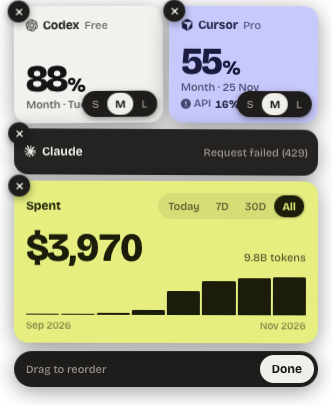 Codex Free
88%
Month · Tu
S M L
Cursor Pro
55%
Month · 25 Nov
API 16%
S M L
Claude
Request failed (429)
Spent
Today 7D 30D All
$3,970
9.8B tokens
Sep 2026
Nov 2026
Drag to reorder
Done